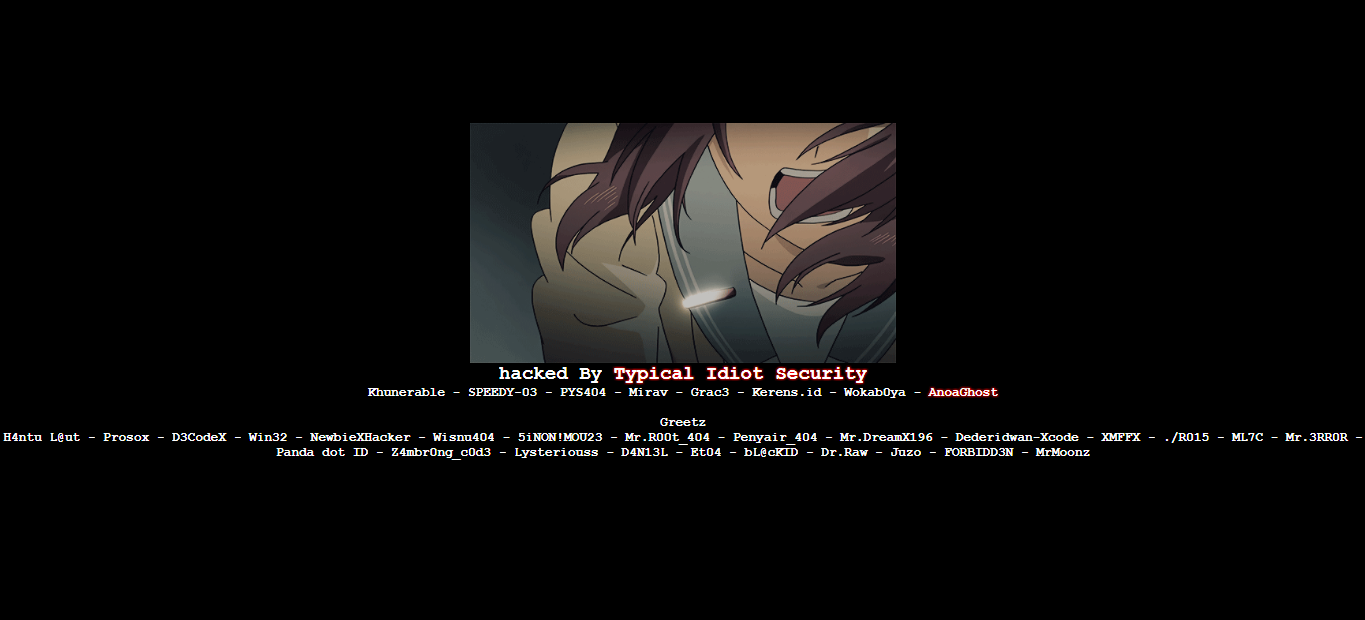 hacked By Typical Idiot Security
Khunerable - SPEEDY-03 - PYS404 - Mirav - Grac3 - Kerens.id - Wokab0ya - AnoaGhost
Greetz
H4ntu L@ut - Prosox - D3CodeX - Win32 - NewbieXHacker - Wisnu404 - 5iNON!MOU23 - Mr.R00t_404 - Penyair_404 - Mr.DreamX196 - Dederidwan-Xcode - XMFFX - ./R015 - ML7C - Mr.3RR0R -
Panda dot ID - Z4mbr0ng_c0d3 - Lysteriouss - D4N13L - Et04 - bL@cKID - Dr.Raw - Juzo - FORBIDD3N - MrMoonz